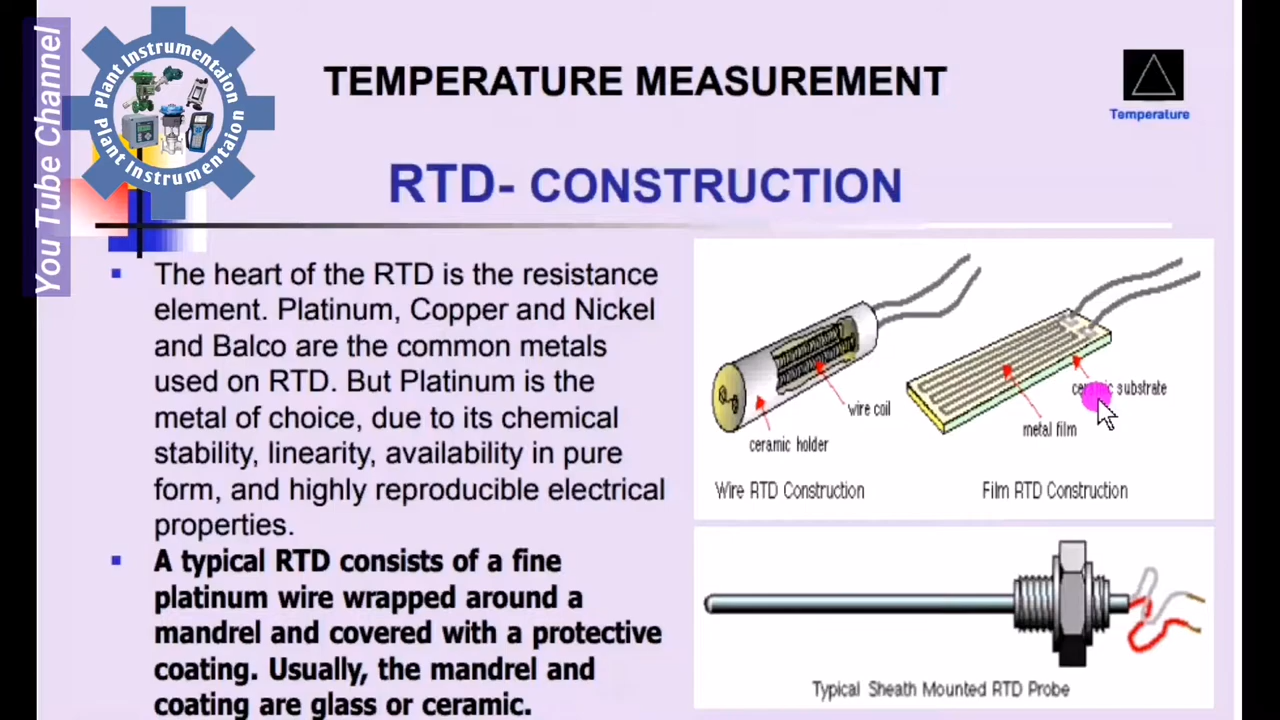 You Tube Channel
Plant Instrumentaion
Plant Instrumentaion
TEMPERATURE MEASUREMENT
Temperature
RTD- CONSTRUCTION
The heart of the RTD is the resistance
element. Platinum, Copper and Nickel
and Balco are the common metals
used on RTD. But Platinum is the
metal of choice, due to its chemical
stability, linearity, availability in pure
form, and highly reproducible electrical
properties.
A typical RTD consists of a fine
platinum wire wrapped around a
mandrel and covered with a protective
coating. Usually, the mandrel and
coating are glass or ceramic.
wire coil
ceramic holder
Wire RTD Construction
ceramic substrate
metal film
Film RTD Construction
Typical Sheath Mounted RTD Probe